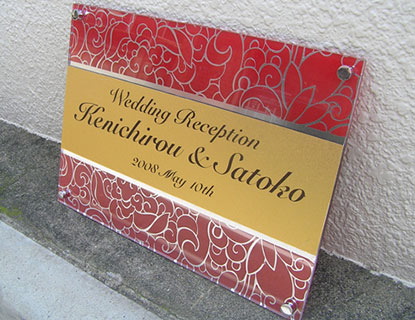 Wedding Reception
Kenichirou & Satoko
2008 May 10th